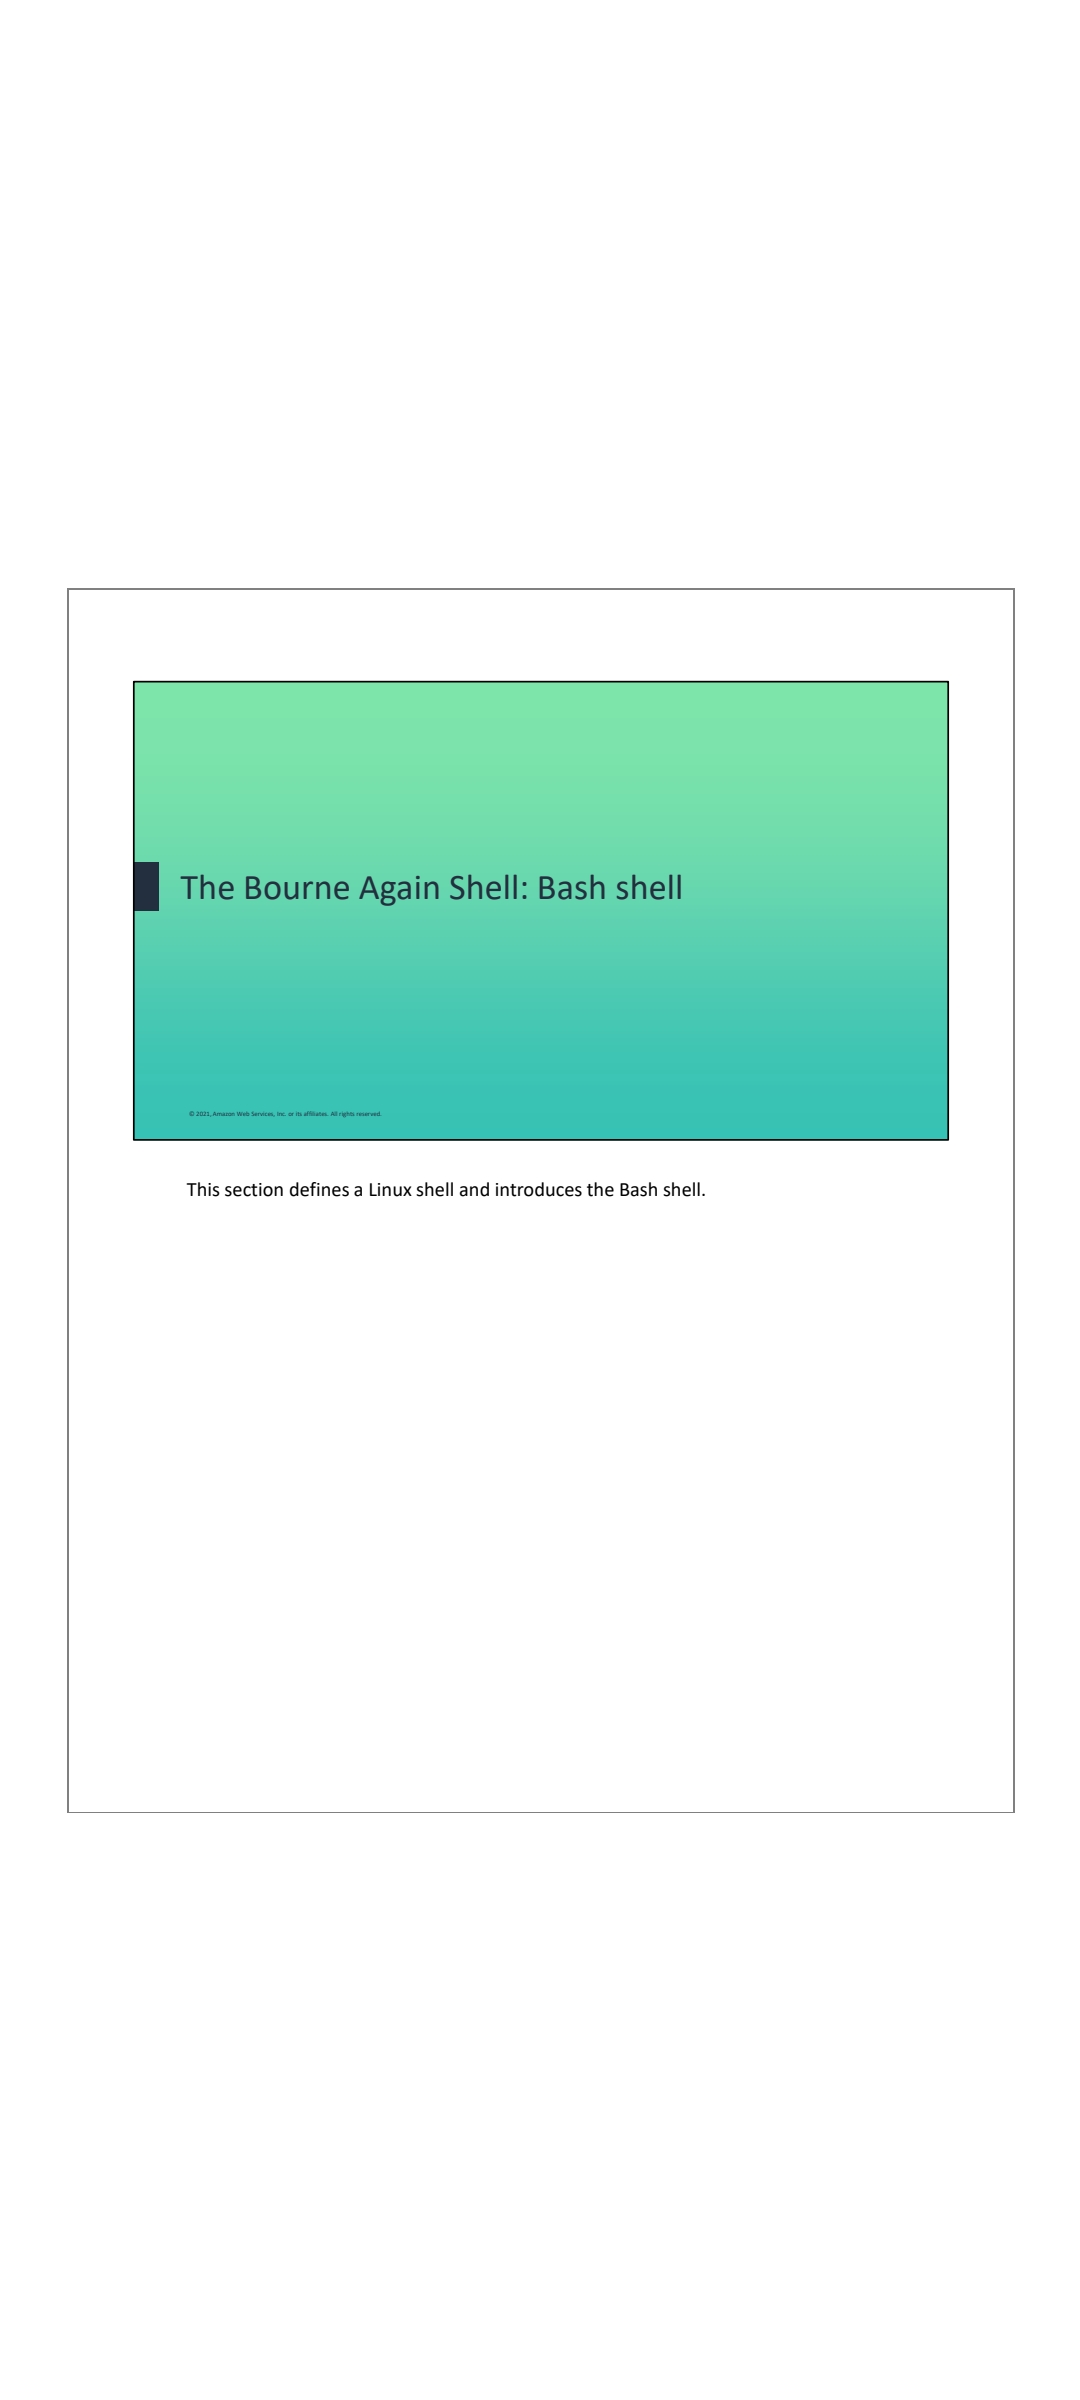 The Bourne Again Shell: Bash shell
© 2021, Amazon Web Services, Inc. or its affiliates. All rights reserved.
This section defines a Linux shell and introduces the Bash shell.